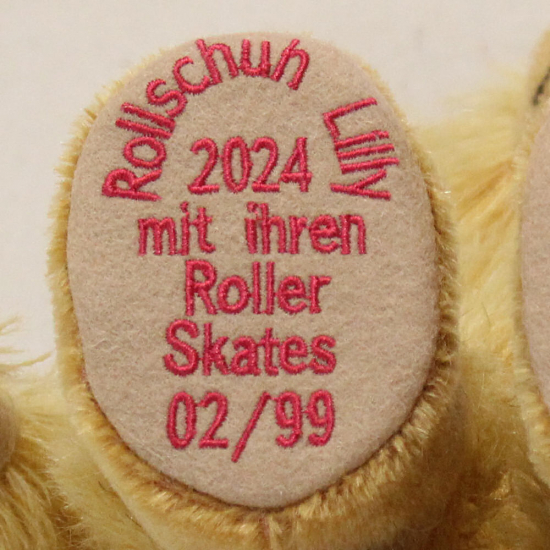 Rollschuh Lilly
2024
mit ihren
Roller
Skates
02/99